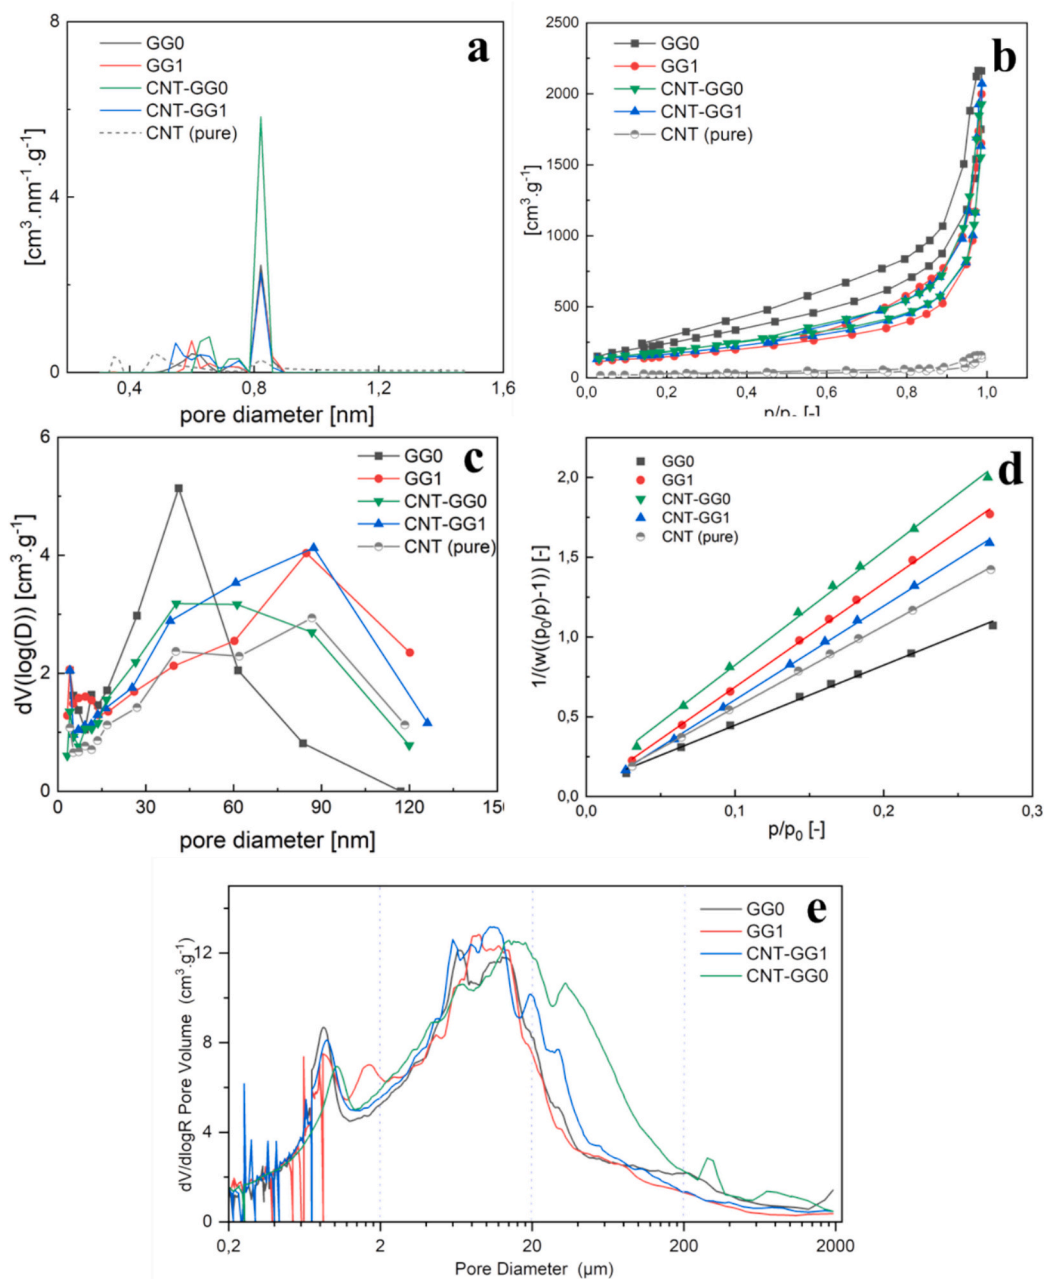 a
8
4
0
[cm³.nm⁻¹.g⁻¹]
GG0
GG1
CNT-GG0
CNT-GG1
CNT (pure)
0,4
0,8
1,2
1,6
pore diameter [nm]
b
2500
2000
1500
1000
500
0
[cm³.g⁻¹]
GG0
GG1
CNT-GG0
CNT-GG1
CNT (pure)
0,0
0,2
0,4
0,6
0,8
1,0
p/p₀ [-]
c
6
4
2
0
dV(log(D)) [cm³.g⁻¹]
GG0
GG1
CNT-GG0
CNT-GG1
CNT (pure)
0
30
60
90
120
150
pore diameter [nm]
d
2,0
1,5
1,0
0,5
0,0
1/(w((p₀/p)-1)) [-]
GG0
GG1
CNT-GG0
CNT-GG1
CNT (pure)
0,0
0,1
0,2
0,3
p/p₀ [-]
e
12
8
4
0
dV/dlogR Pore Volume (cm³.g⁻¹)
GG0
GG1
CNT-GG1
CNT-GG0
0,2
2
20
200
2000
Pore Diameter (µm)